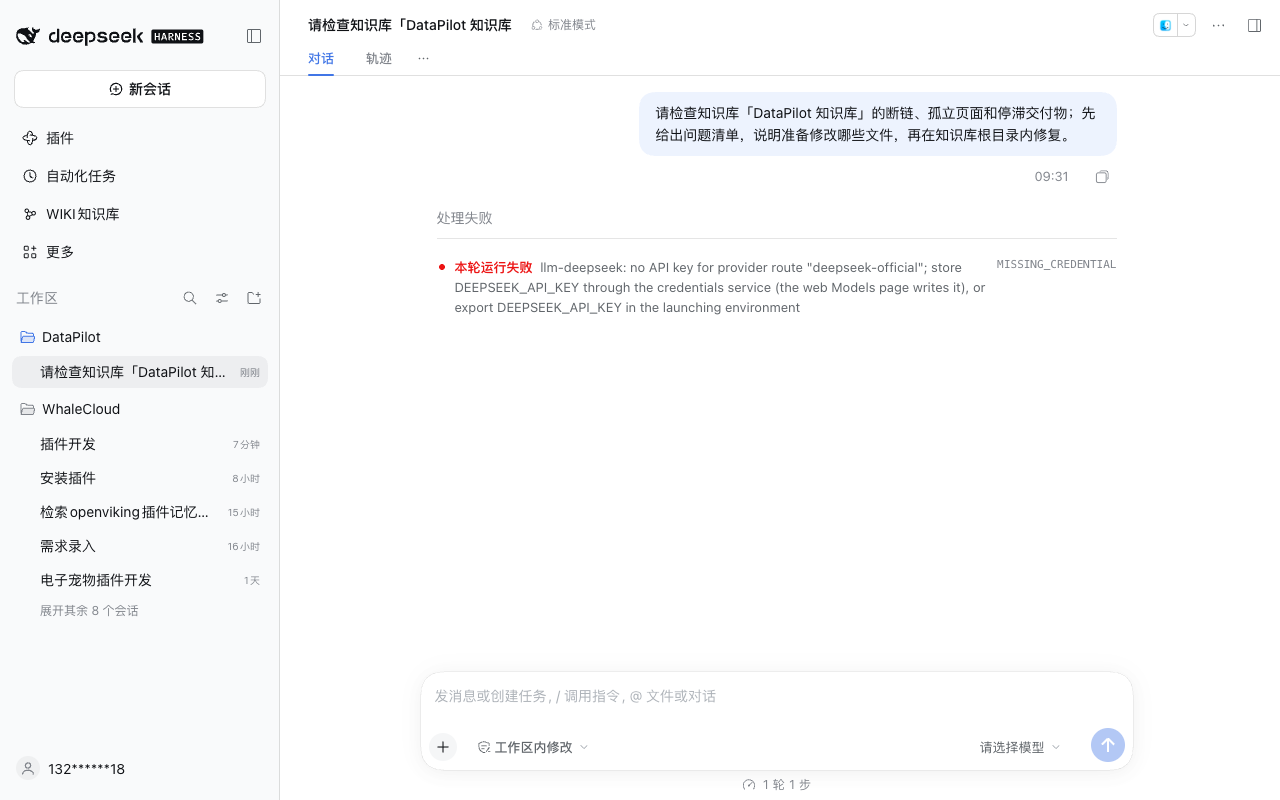 deepseek HARNESS
新会话
插件
自动化任务
WIKI知识库
更多
工作区
DataPilot
请检查知识库「DataPilot 知... 刚刚
WhaleCloud
插件开发 7分钟
安装插件 8小时
检索openviking插件记忆... 15小时
需求录入 16小时
电子宠物插件开发 1天
展开其余 8 个会话
132******18
请检查知识库「DataPilot 知识库 标准模式
对话 轨迹 ...
请检查知识库「DataPilot 知识库」的断链、孤立页面和停滞交付物；先
给出问题清单，说明准备修改哪些文件，再在知识库根目录内修复。
09:31
处理失败
本轮运行失败 llm-deepseek: no API key for provider route "deepseek-official"; store MISSING_CREDENTIAL
DEEPSEEK_API_KEY through the credentials service (the web Models page writes it), or
export DEEPSEEK_API_KEY in the launching environment
发消息或创建任务, / 调用指令, @ 文件或对话
工作区内修改 请选择模型
1 轮 1 步